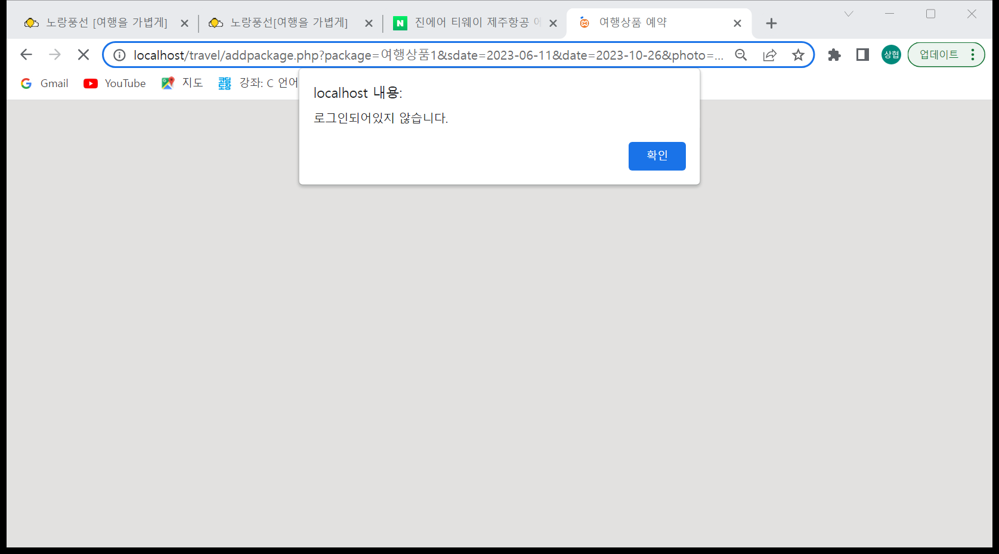 노랑풍선 [여행을 가볍게]
노랑풍선[여행을 가볍게]
N 진에어 티웨이 제주항공
여행상품 예약
localhost/travel/addpackage.php?package=여행상품1&sdate=2023-06-11&date=2023-10-26&photo=...
상협
업데이트
Gmail
YouTube
지도
코딩도장
강좌: C 언어
localhost 내용:
로그인되어있지 않습니다.
확인